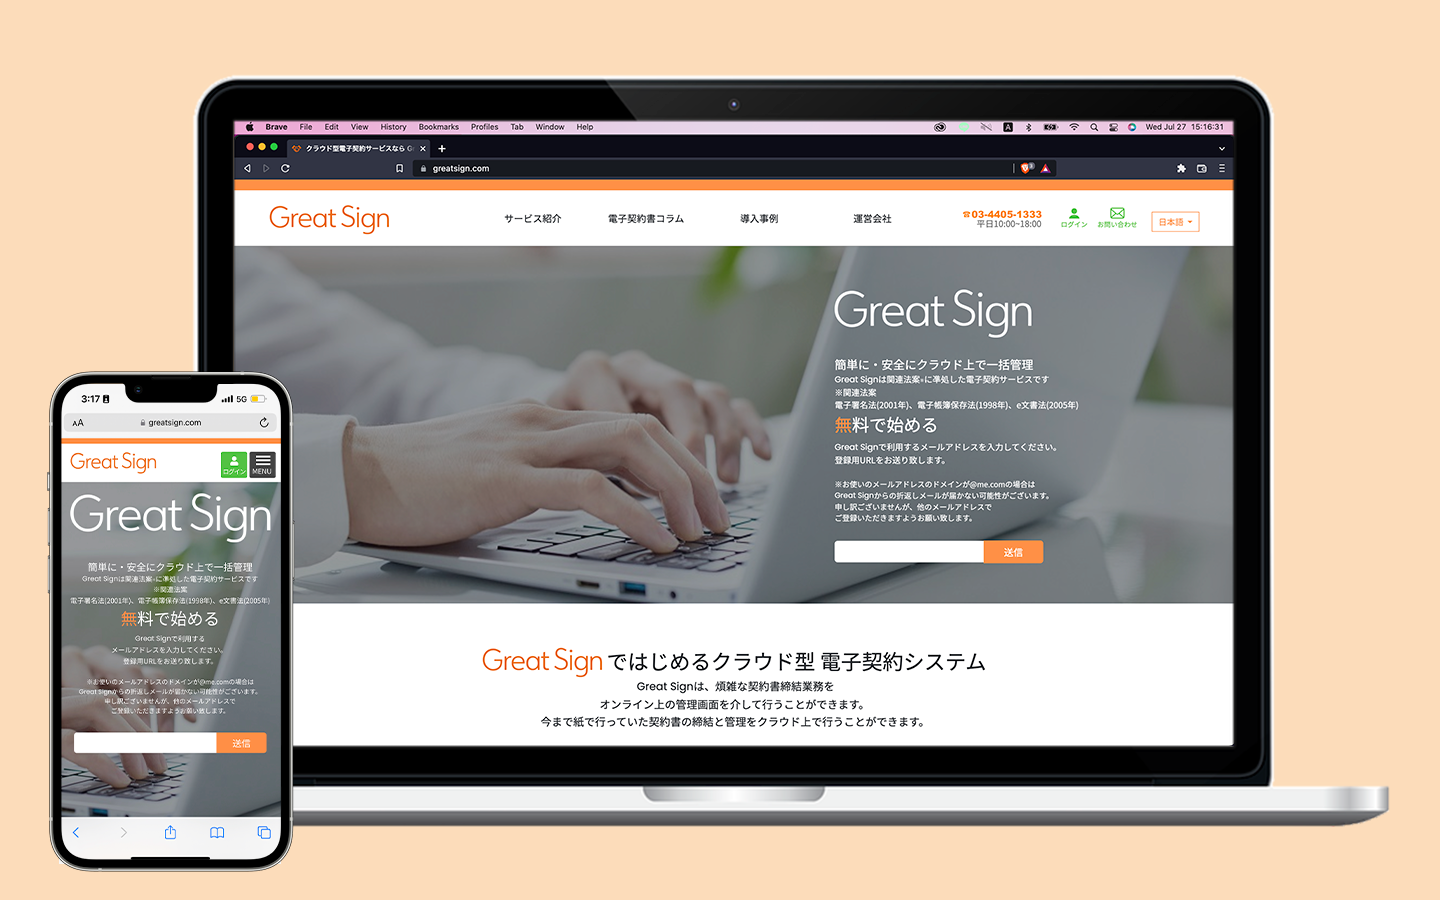 Brave File Edit View History Bookmarks Profiles Tab Window Help
A
Wed Jul 27 15:16:31
クラウド型電子契約サービスなら G
greatsign.com
Great Sign
サービス紹介
電子契約書コラム
導入事例
運営会社
☎03-4405-1333
平日10:00~18:00
ログイン
お問い合わせ
日本語
Great Sign
簡単に・安全にクラウド上で一括管理
Great Signは関連法案※に準処した電子契約サービスです
※関連法案
電子署名法(2001年)、電子帳簿保存法(1998年)、e文書法(2005年)
無料で始める
Great Signで利用するメールアドレスを入力してください。
登録用URLをお送り致します。
※お使いのメールアドレスのドメインが@me.comの場合は
Great Signからの折返しメールが届かない可能性がございます。
申し訳ございませんが、他のメールアドレスで
ご登録いただきますようお願い致します。
送信
Great Sign ではじめるクラウド型 電子契約システム
Great Signは、煩雑な契約書締結業務を
オンライン上の管理画面を介して行うことができます。
今まで紙で行っていた契約書の締結と管理をクラウド上で行うことができます。
3:17
5G
AA
greatsign.com
Great Sign
ログイン
MENU
Great Sign
簡単に・安全にクラウド上で一括管理
Great Signは関連法案※に準処した電子契約サービスです
※関連法案
電子署名法(2001年)、電子帳簿保存法(1998年)、e文書法(2005年)
無料で始める
Great Signで利用する
メールアドレスを入力してください。
登録用URLをお送り致します。
※お使いのメールアドレスのドメインが@me.comの場合は
Great Signからの折返しメールが届かない可能性がございます。
申し訳ございませんが、他のメールアドレスで
ご登録いただきますようお願い致します。
送信